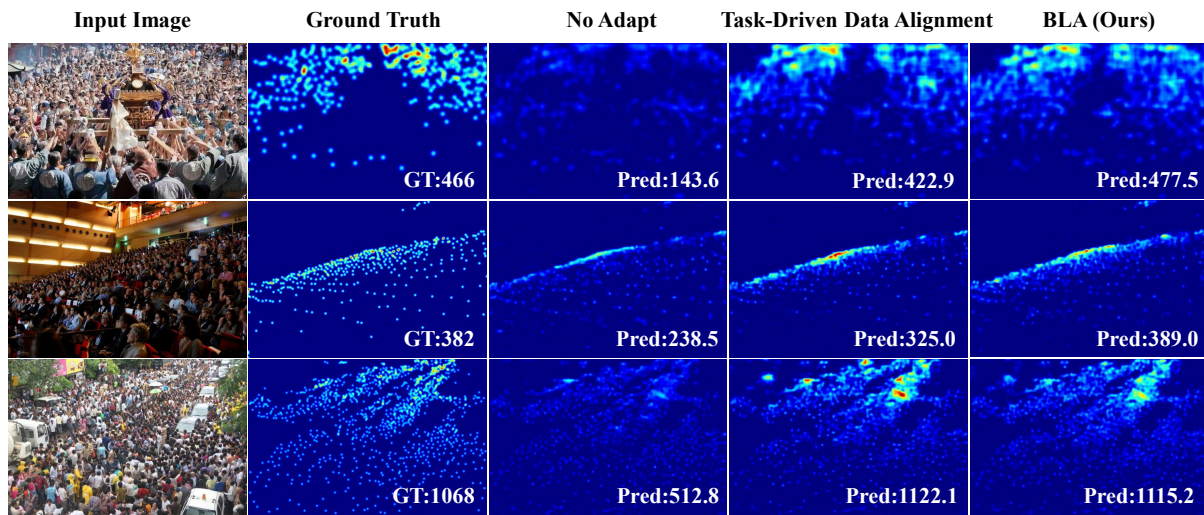 Input Image Ground Truth No Adapt Task-Driven Data Alignment BLA (Ours)
GT:466 Pred:143.6 Pred:422.9 Pred:477.5
GT:382 Pred:238.5 Pred:325.0 Pred:389.0
GT:1068 Pred:512.8 Pred:1122.1 Pred:1115.2